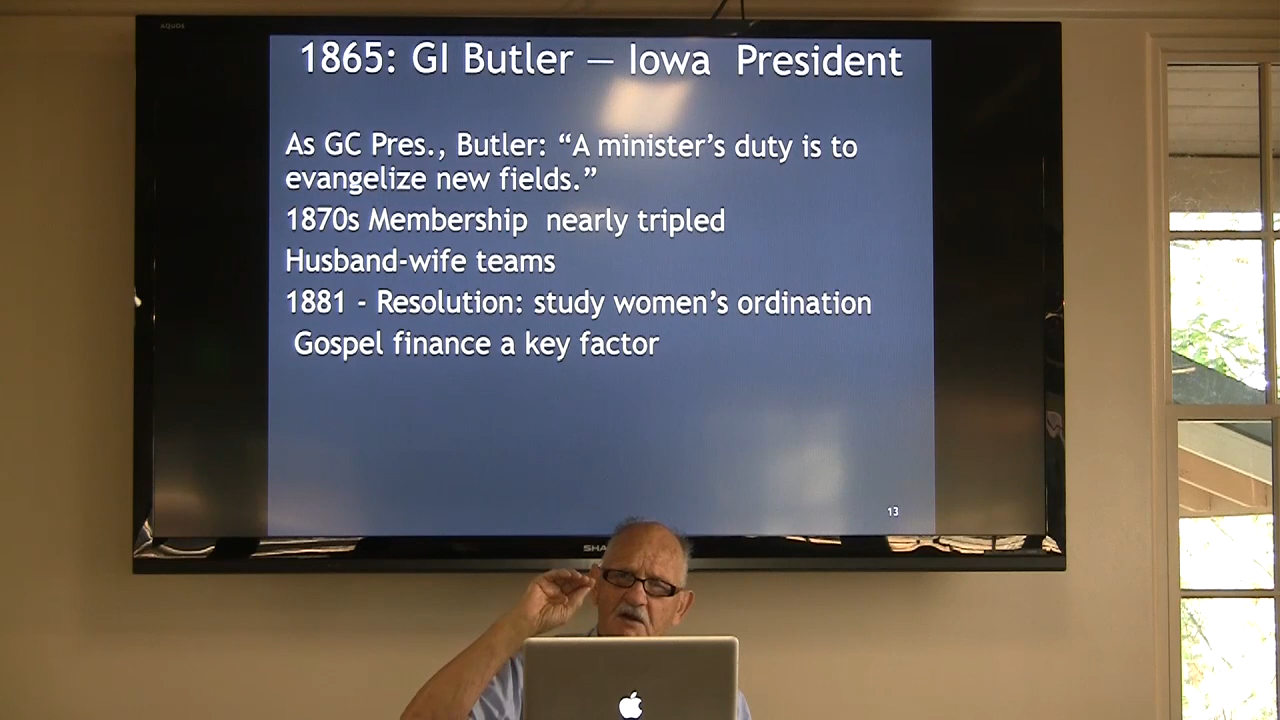 AQUOS
1865: GI Butler — Iowa President
As GC Pres., Butler: “A minister’s duty is to
evangelize new fields.”
1870s Membership nearly tripled
Husband-wife teams
1881 - Resolution: study women’s ordination
Gospel finance a key factor
13